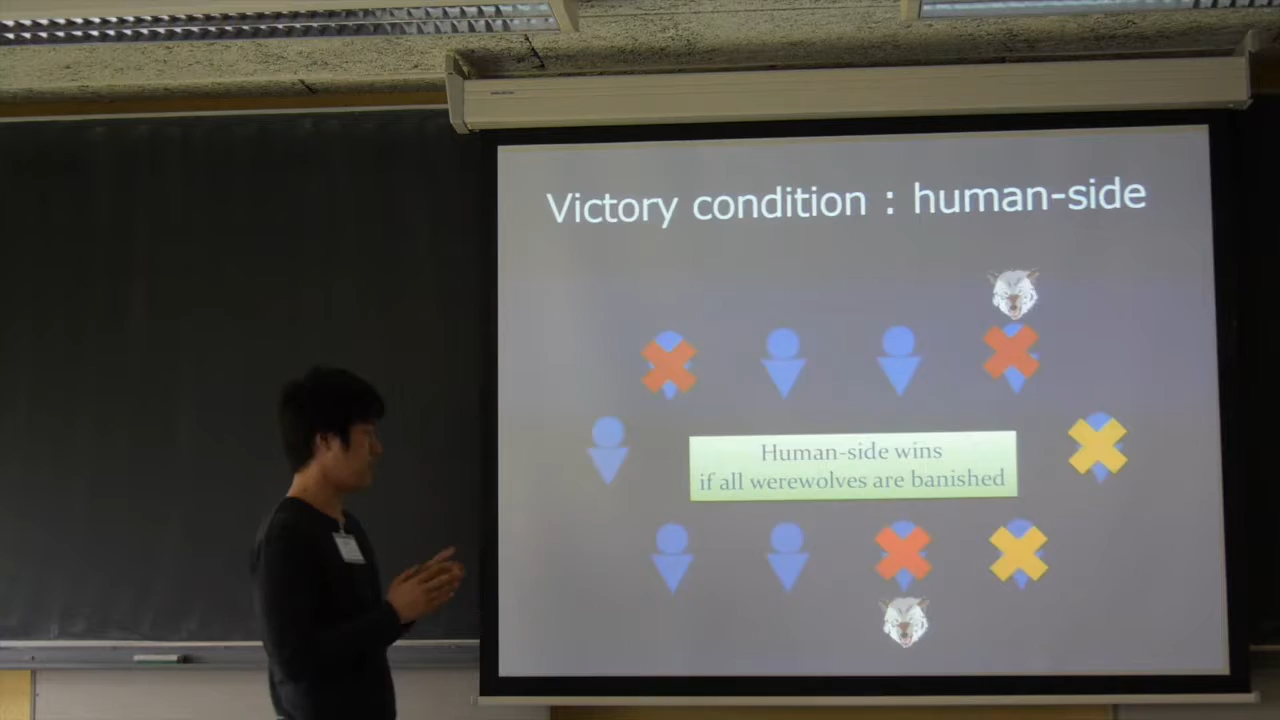 Victory condition : human-side
Human-side wins
if all werewolves are banished